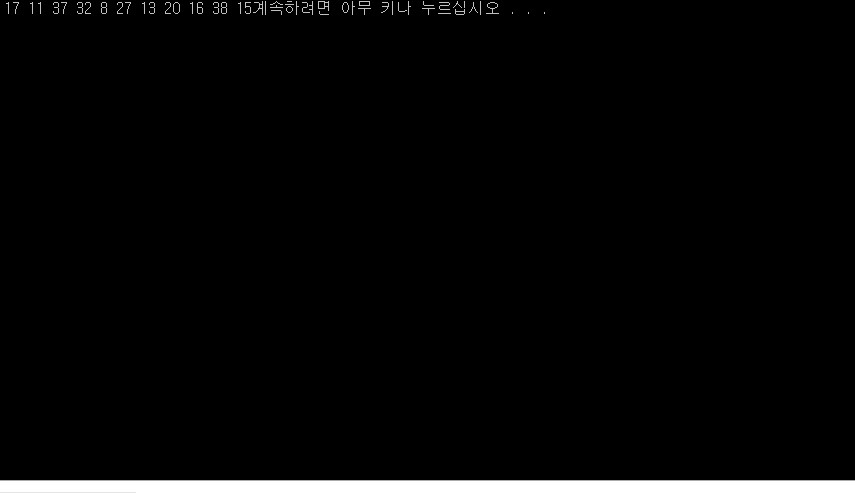 17 11 37 32 8 27 13 20 16 38 15계속하려면 아무 키나 누르십시오 . . .